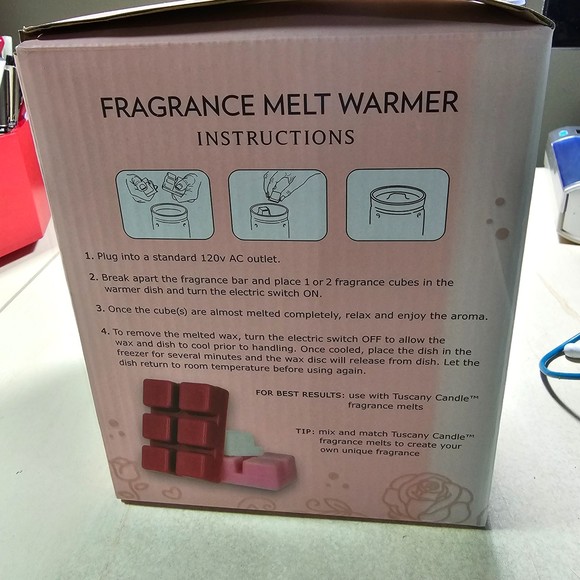 FRAGRANCE MELT WARMER
INSTRUCTIONS
1. Plug into a standard 120v AC outlet.
2. Break apart the fragrance bar and place 1 or 2 fragrance cubes in the
warmer dish and turn the electric switch ON.
3. Once the cube(s) are almost melted completely, relax and enjoy the aroma.
4. To remove the melted wax, turn the electric switch OFF to allow the
wax and dish to cool prior to handling. Once cooled, place the dish in the
freezer for several minutes and the wax disc will release from dish. Let the
dish return to room temperature before using again.
FOR BEST RESULTS: use with Tuscany Candle™
fragrance melts
TIP: mix and match Tuscany Candle™
fragrance melts to create your
own unique fragrance